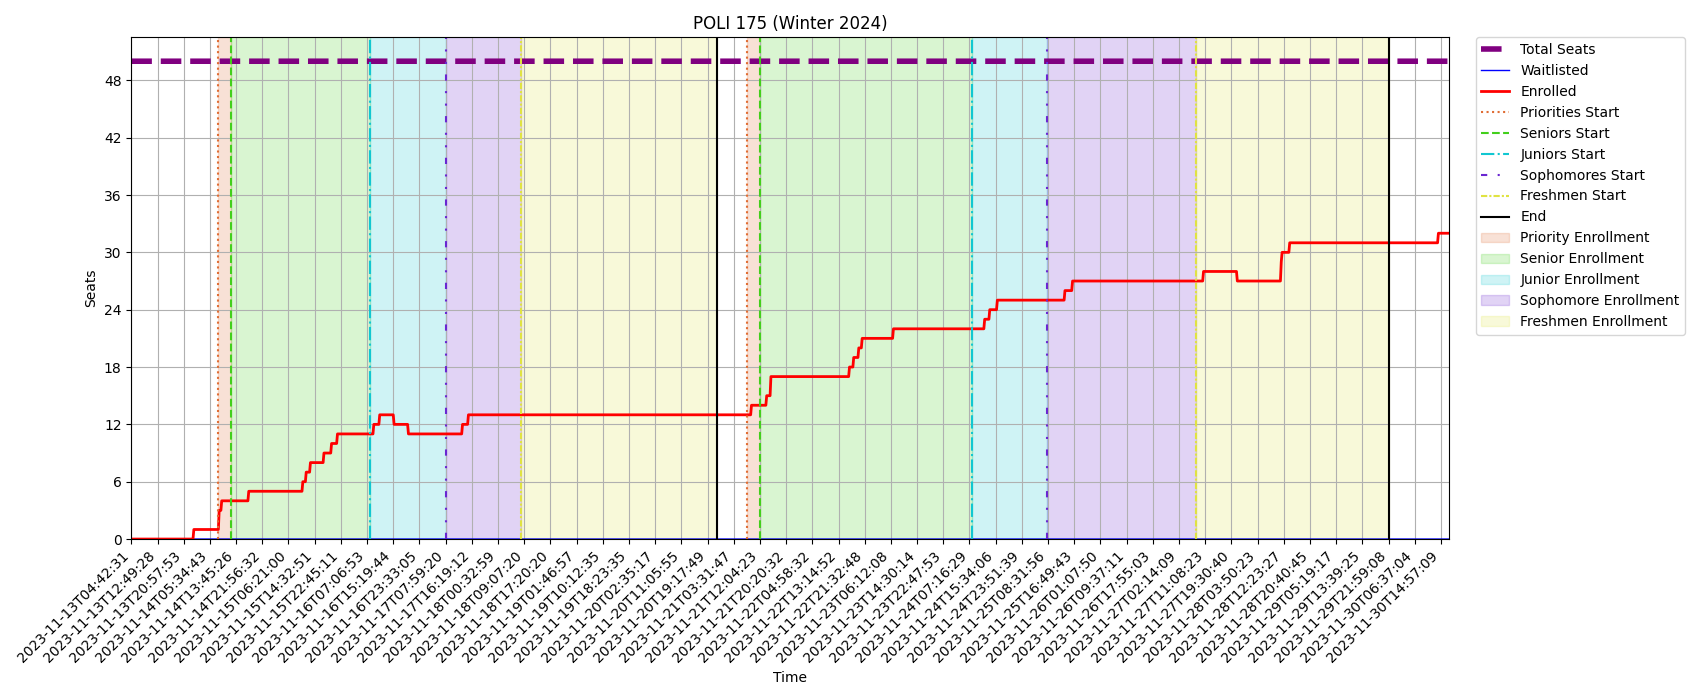 POLI 175 (Winter 2024)
Seats
48
42
36
30
24
18
12
6
0
2023-11-13T04:42:31
2023-11-13T12:49:28
2023-11-13T20:57:53
2023-11-14T05:34:43
2023-11-14T13:45:26
2023-11-14T21:56:32
2023-11-15T06:21:00
2023-11-15T14:32:51
2023-11-15T22:45:11
2023-11-16T07:06:53
2023-11-16T15:19:44
2023-11-16T23:33:05
2023-11-17T07:59:20
2023-11-17T16:19:12
2023-11-18T00:32:59
2023-11-18T09:07:20
2023-11-18T17:20:20
2023-11-19T01:46:57
2023-11-19T10:12:35
2023-11-19T18:23:35
2023-11-20T02:35:17
2023-11-20T11:05:55
2023-11-20T19:17:49
2023-11-21T03:31:47
2023-11-21T12:04:23
2023-11-21T20:20:32
2023-11-22T04:58:32
2023-11-22T13:14:52
2023-11-22T21:32:48
2023-11-23T06:12:08
2023-11-23T14:30:14
2023-11-23T22:47:53
2023-11-24T07:16:29
2023-11-24T15:34:06
2023-11-24T23:51:39
2023-11-25T08:31:56
2023-11-25T16:49:43
2023-11-26T01:07:50
2023-11-26T09:37:11
2023-11-26T17:55:03
2023-11-27T02:14:09
2023-11-27T11:08:23
2023-11-27T19:30:40
2023-11-28T03:50:23
2023-11-28T12:23:27
2023-11-28T20:40:45
2023-11-29T05:19:17
2023-11-29T13:39:25
2023-11-29T21:59:08
2023-11-30T06:37:04
2023-11-30T14:57:09
Time
Total Seats
Waitlisted
Enrolled
Priorities Start
Seniors Start
Juniors Start
Sophomores Start
Freshmen Start
End
Priority Enrollment
Senior Enrollment
Junior Enrollment
Sophomore Enrollment
Freshmen Enrollment